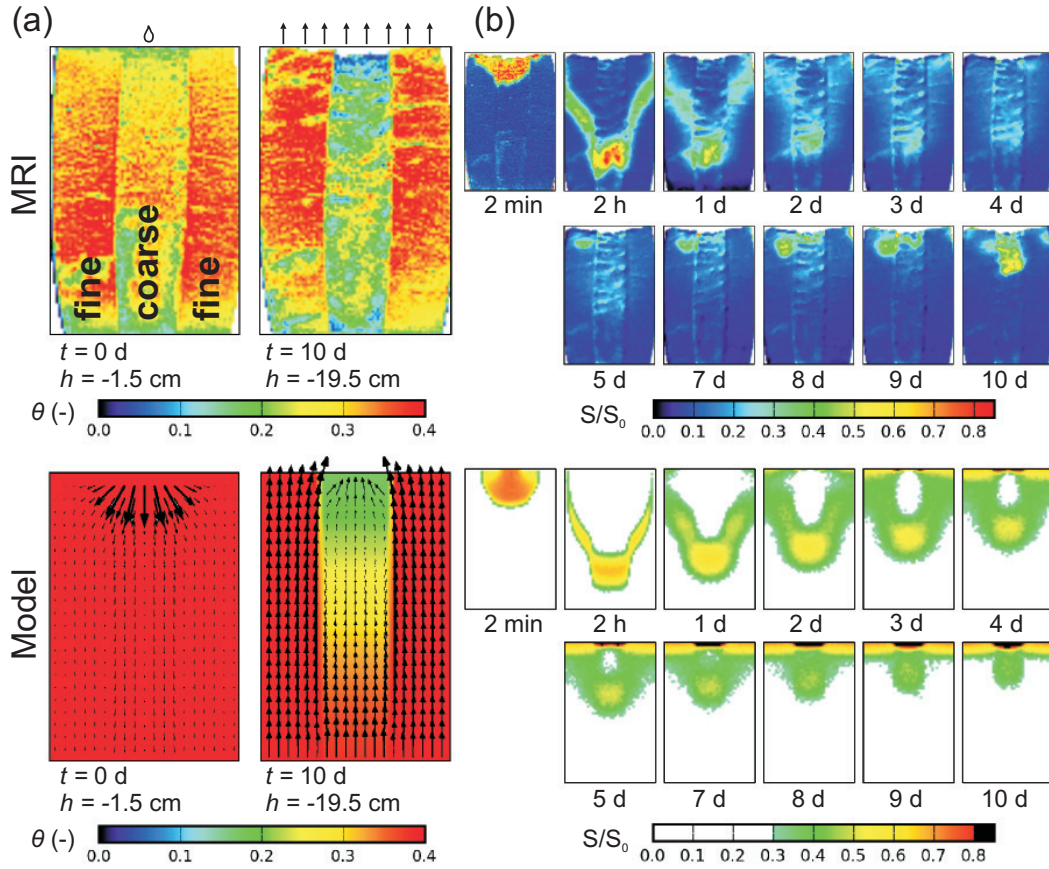 (a)
(b)
MRI
fine
coarse
fine
t = 0 d
h = -1.5 cm
t = 10 d
h = -19.5 cm
θ (-)
0.0 0.1 0.2 0.3 0.4
2 min 2 h 1 d 2 d 3 d 4 d
5 d 7 d 8 d 9 d 10 d
S/S₀
0.0 0.1 0.2 0.3 0.4 0.5 0.6 0.7 0.8
Model
t = 0 d
h = -1.5 cm
t = 10 d
h = -19.5 cm
θ (-)
0.0 0.1 0.2 0.3 0.4
2 min 2 h 1 d 2 d 3 d 4 d
5 d 7 d 8 d 9 d 10 d
S/S₀
0.0 0.1 0.2 0.3 0.4 0.5 0.6 0.7 0.8